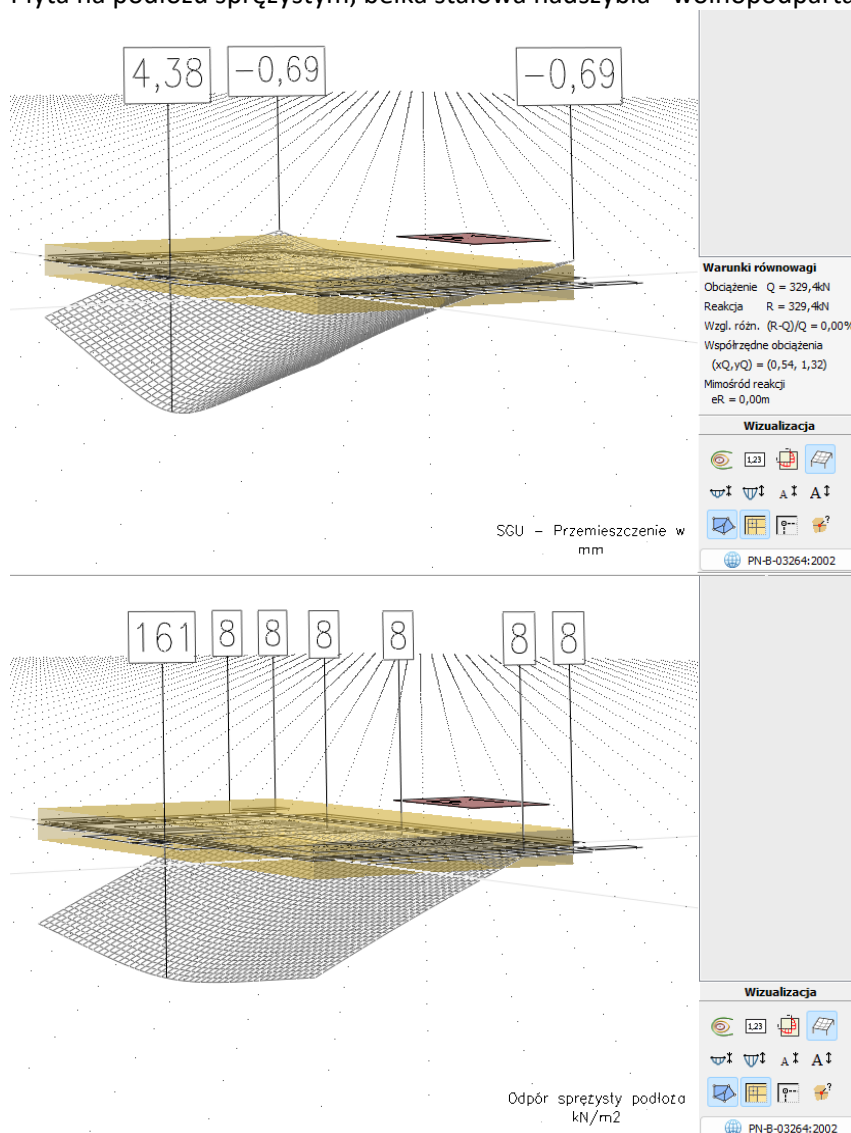 Płyta na podłożu sprężystym, belka stalowa nadszybia - wolnopodparta
4,38
-0,69
-0,69
Warunki równowagi
Obciążenie Q = 329,4kN
Reakcja R = 329,4kN
Wzgl. różn. (R-Q)/Q = 0,00%
Współrzędne obciążenia
(xQ,yQ) = (0,54, 1,32)
Mimośród reakcji
eR = 0,00m
Wizualizacja
1,23
A A
SGU – Przemieszczenie w
mm
PN-B-03264:2002
161
8
8
8
8
8
8
Wizualizacja
1,23
A A
Odpór sprężysty podłoża
kN/m2
PN-B-03264:2002